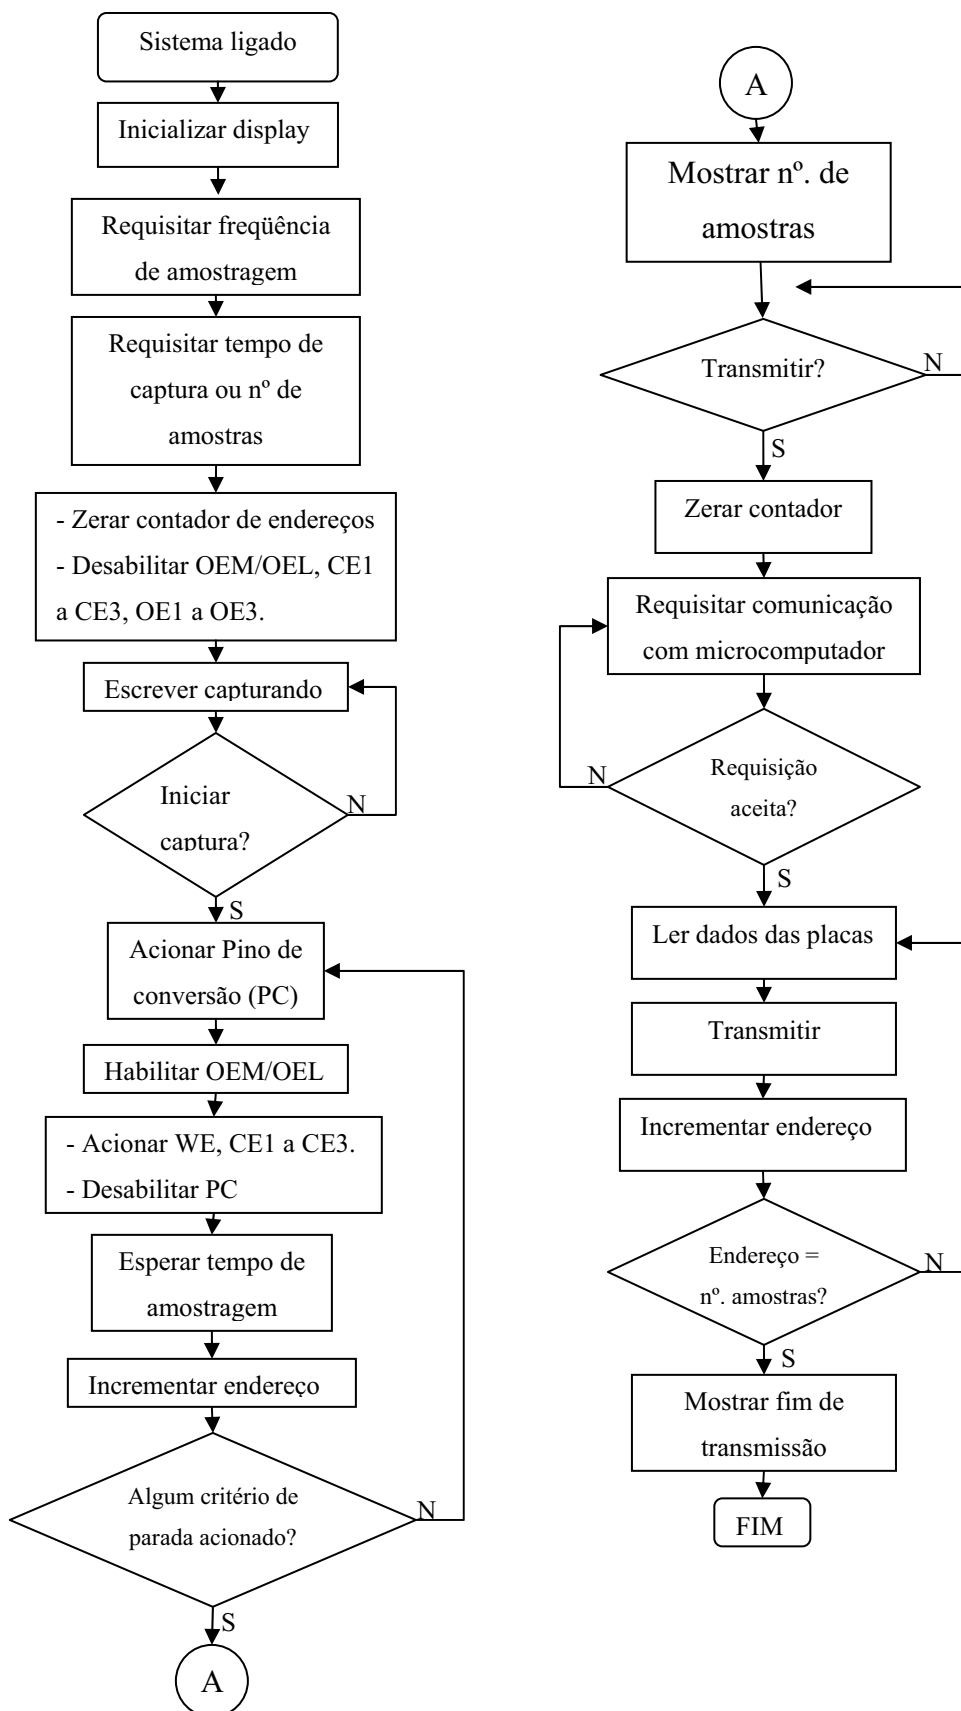 Sistema ligado
Inicializar display
Requisitar freqüência
de amostragem
Requisitar tempo de
captura ou nº de
amostras
- Zerar contador de endereços
- Desabilitar OEM/OEL, CE1
a CE3, OE1 a OE3.
Escrever capturando
Iniciar
captura?
N
S
Acionar Pino de
conversão (PC)
Habilitar OEM/OEL
- Acionar WE, CE1 a CE3.
- Desabilitar PC
Esperar tempo de
amostragem
Incrementar endereço
Algum critério de
parada acionado?
N
S
A
A
Mostrar nº. de
amostras
Transmitir?
N
S
Zerar contador
Requisitar comunicação
com microcomputador
Requisição
aceita?
N
S
Ler dados das placas
Transmitir
Incrementar endereço
Endereço =
nº. amostras?
N
S
Mostrar fim de
transmissão
FIM